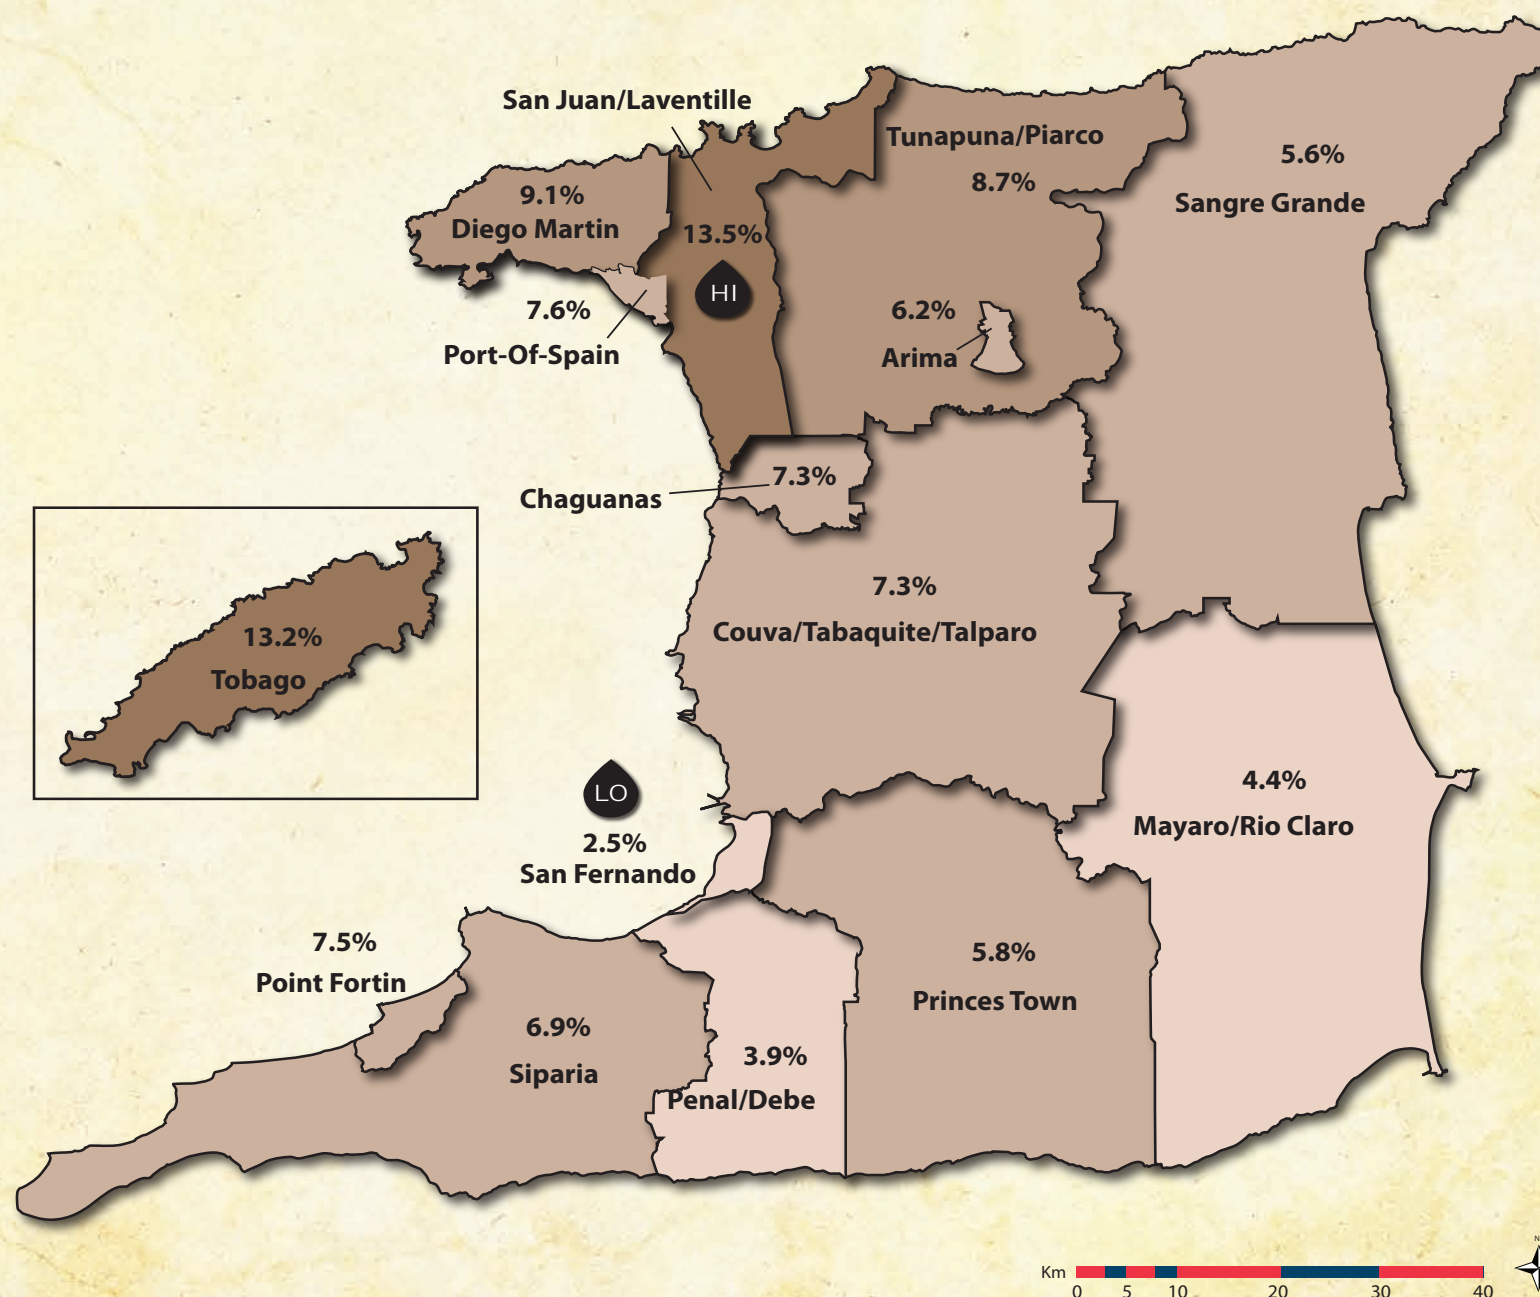 San Juan/Laventille
Tunapuna/Piarco
8.7%
5.6%
Sangre Grande
9.1%
Diego Martin
13.5%
HI
7.6%
Port-Of-Spain
6.2%
Arima
7.3%
Chaguanas
7.3%
Couva/Tabaquite/Talparo
13.2%
Tobago
LO
2.5%
San Fernando
4.4%
Mayaro/Rio Claro
7.5%
Point Fortin
5.8%
Princes Town
6.9%
Siparia
3.9%
Penal/Debe
N
Km
0 5 10 20 30 40